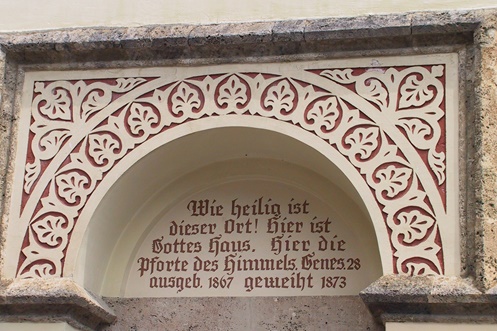 Wie heilig ist
dieser Ort! Hier ist
Gottes Haus. Hier die
Pforte des Himmels. Genes. 28
ausgeb. 1867 geweiht 1873